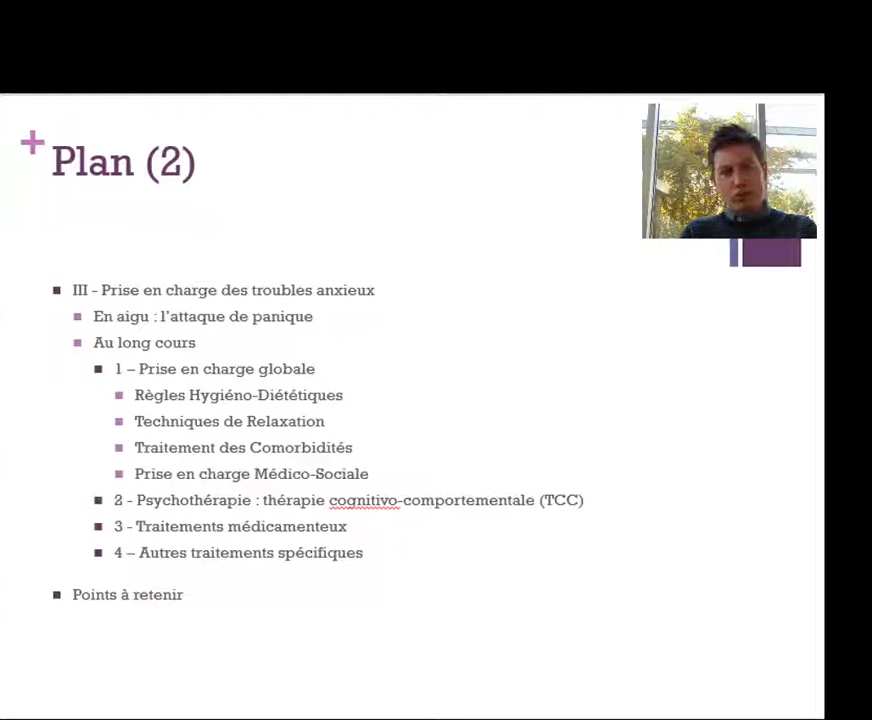 +
Plan (2)
III - Prise en charge des troubles anxieux
En aigu : l'attaque de panique
Au long cours
1 – Prise en charge globale
Règles Hygiéno-Diététiques
Techniques de Relaxation
Traitement des Comorbidités
Prise en charge Médico-Sociale
2 - Psychothérapie : thérapie cognitivo-comportementale (TCC)
3 - Traitements médicamenteux
4 – Autres traitements spécifiques
Points à retenir